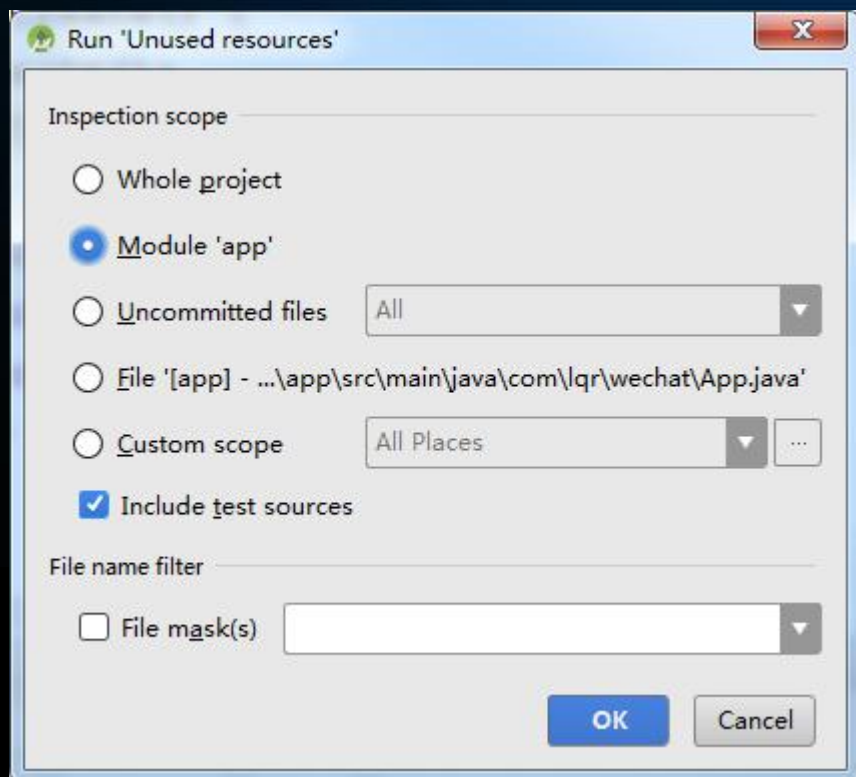 Run 'Unused resources'
Inspection scope
Whole project
Module 'app'
Uncommitted files All
File '[app] - ...\app\src\main\java\com\lqr\wechat\App.java'
Custom scope All Places ...
Include test sources
File name filter
File mask(s)
OK Cancel